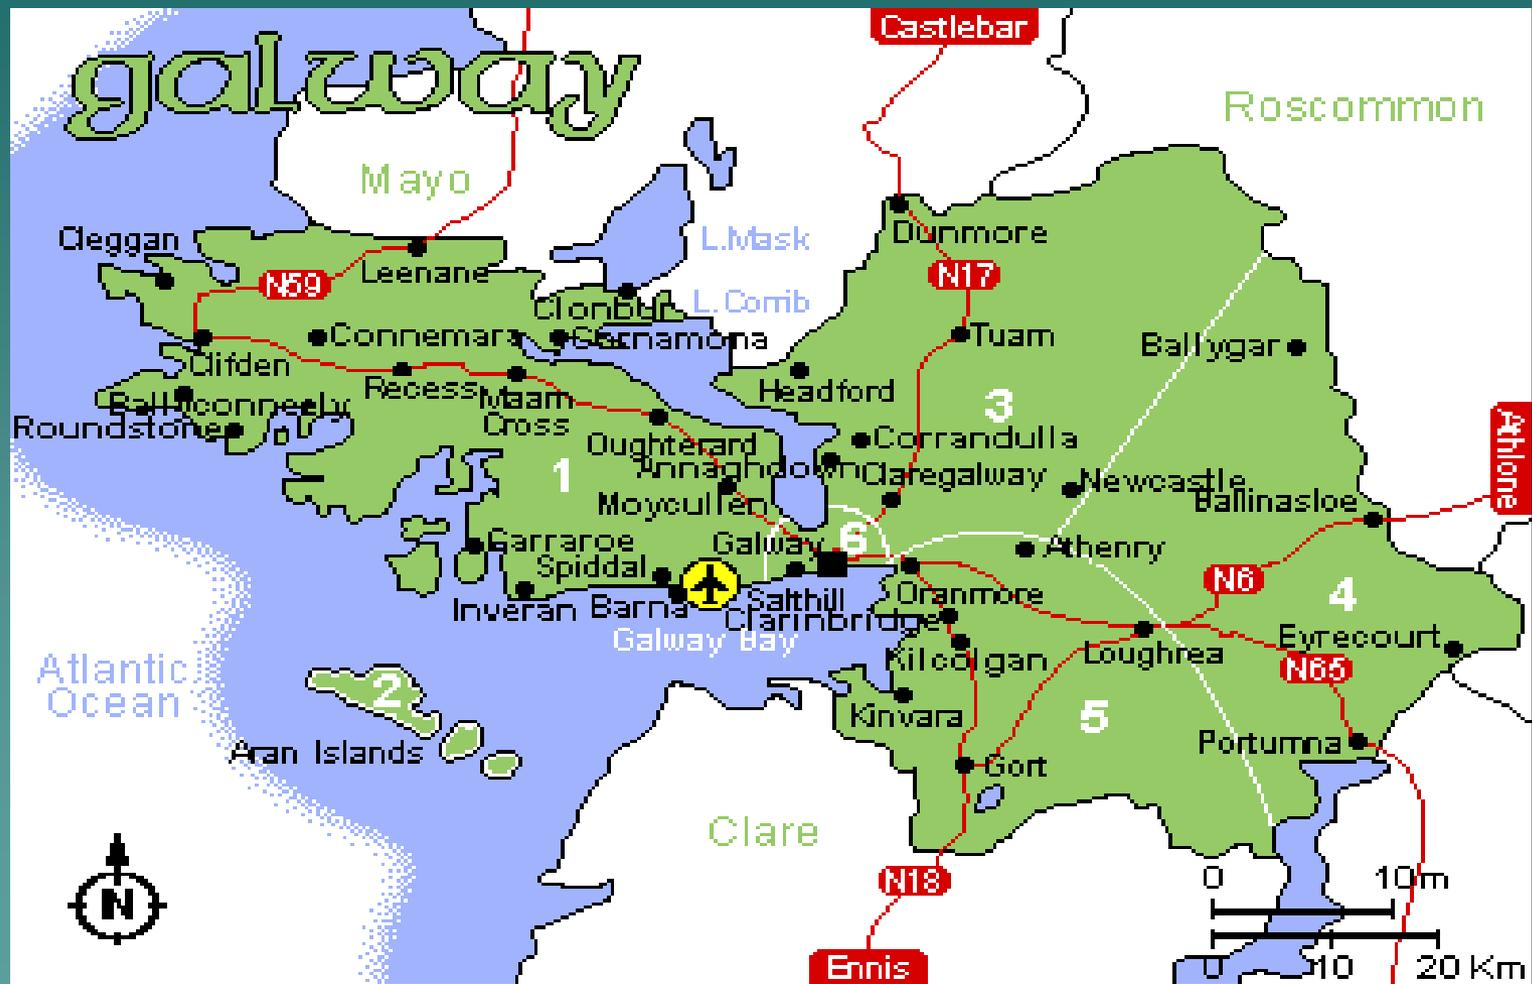 Castlebar
galway
Roscommon
Mayo
Cleggan
L.Mask
Dunmore
Leenane
N59
N17
L.Corrib
Clonbur
Connemara
Cornamona
Tuam
Ballygar
Clifden
Recess
Headford
Maam
Cross
Ballyconneely
3
Roundstone
Oughterard
Corrandulla
Athlone
Annaghdown
Claregalway
1
Newcastle
Ballinasloe
Moycullen
Carraroe
Galway
6
Athenny
Spiddal
N6
Inveran
Barna
Salthill
Oranmore
4
Clarinbridge
Galway Bay
Eyrecourt
Kilcolgan
Loughrea
N65
Atlantic
Ocean
2
Kinvara
5
Aran Islands
Portumna
Gort
Clare
N18
0 10m
N
Ennis
0 10 20 Km